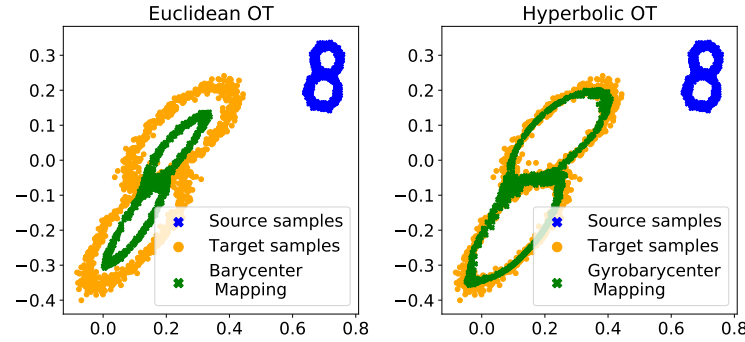 Euclidean OT
0.3
0.2
0.1
0.0
−0.1
−0.2
−0.3
−0.4
0.0 0.2 0.4 0.6 0.8
Source samples
Target samples
Barycenter
Mapping
Hyperbolic OT
0.3
0.2
0.1
0.0
−0.1
−0.2
−0.3
−0.4
0.0 0.2 0.4 0.6 0.8
Source samples
Target samples
Gyrobarycenter
Mapping